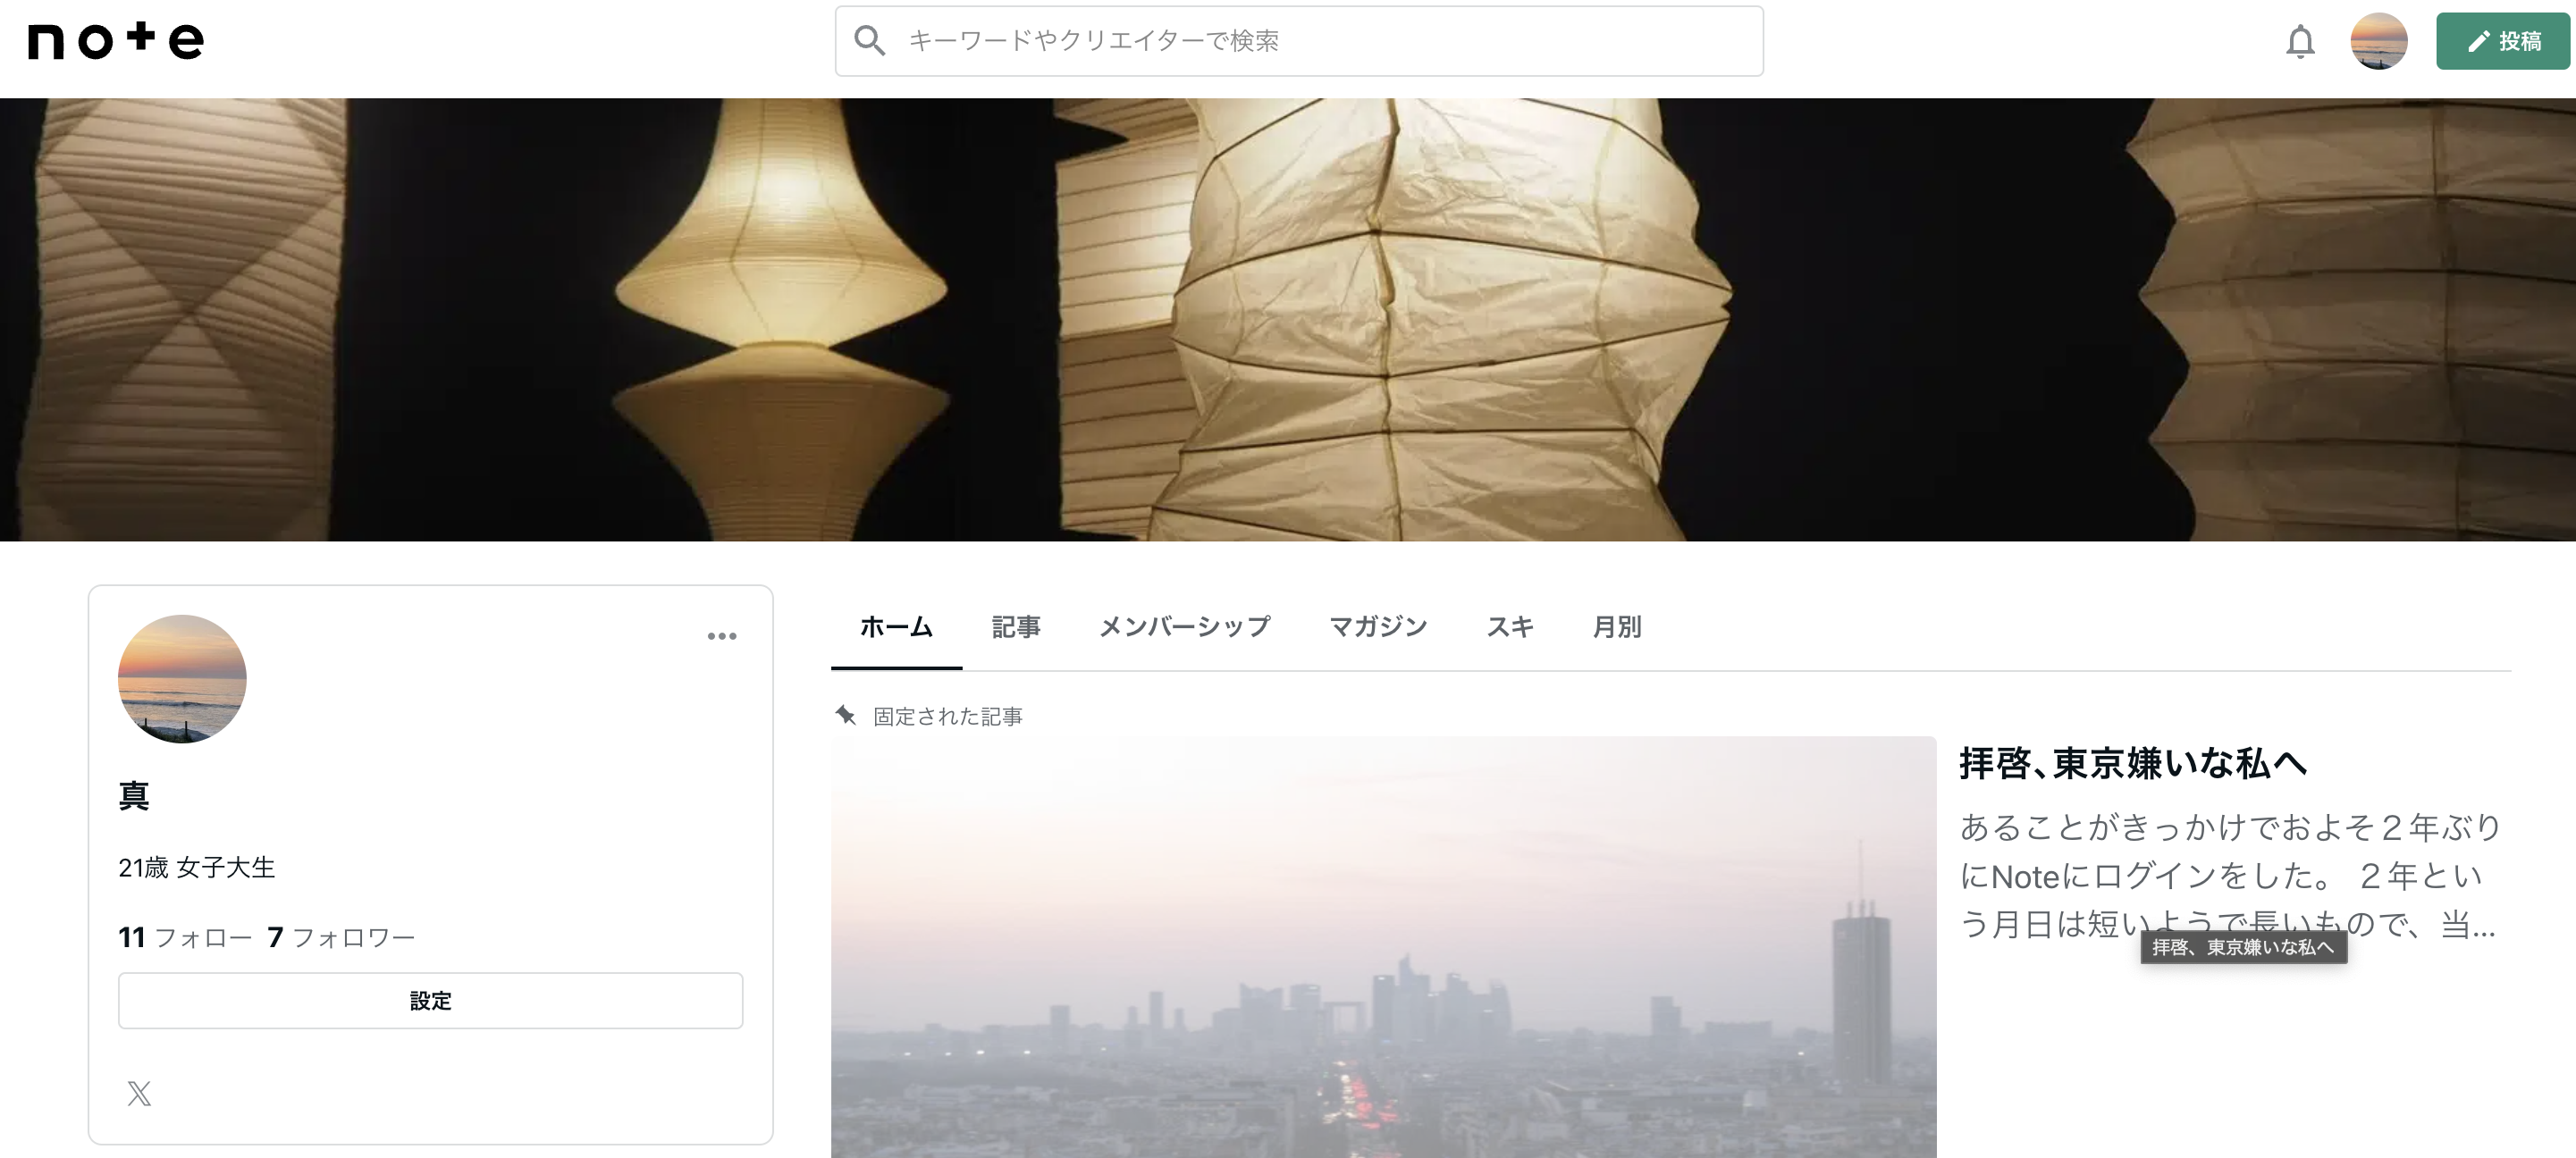 note
キーワードやクリエイターで検索
投稿
真
21歳 女子大生
11 フォロー 7 フォロワー
設定
ホーム 記事 メンバーシップ マガジン スキ 月別
固定された記事
拝啓、東京嫌いな私へ
あることがきっかけでおよそ２年ぶり
にNoteにログインをした。 ２年とい
う月日は短いようで長いもので、当...
拝啓、東京嫌いな私へ